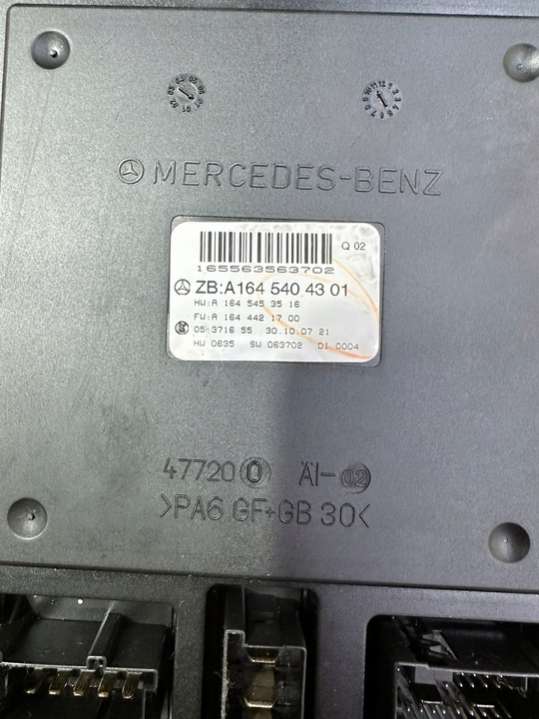 MERCEDES-BENZ
Q 02
165563563702
ZB:A164 540 43 01
HW:A 164 545 35 16
FW:A 164 442 17 00
05.3716 55 30.10.07 21
HW 0635 SW 063702 DI 0004
47720 0 ÄI-02
>PA6 GF+GB 30<